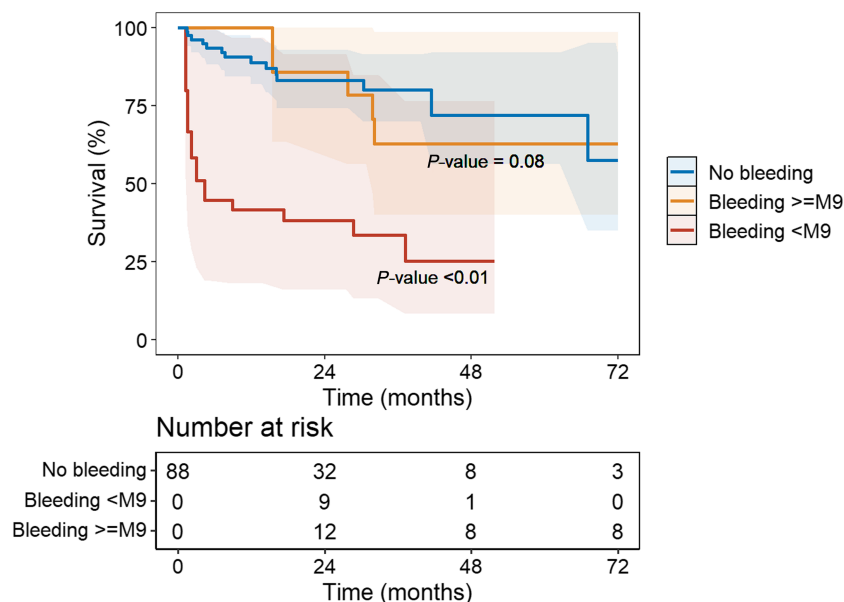 100
75
50
25
0
Survival (%)
P-value = 0.08
P-value <0.01
0 24 48 72
Time (months)
No bleeding
Bleeding >=M9
Bleeding <M9
Number at risk
No bleeding 88 32 8 3
Bleeding <M9 0 9 1 0
Bleeding >=M9 0 12 8 8
0 24 48 72
Time (months)